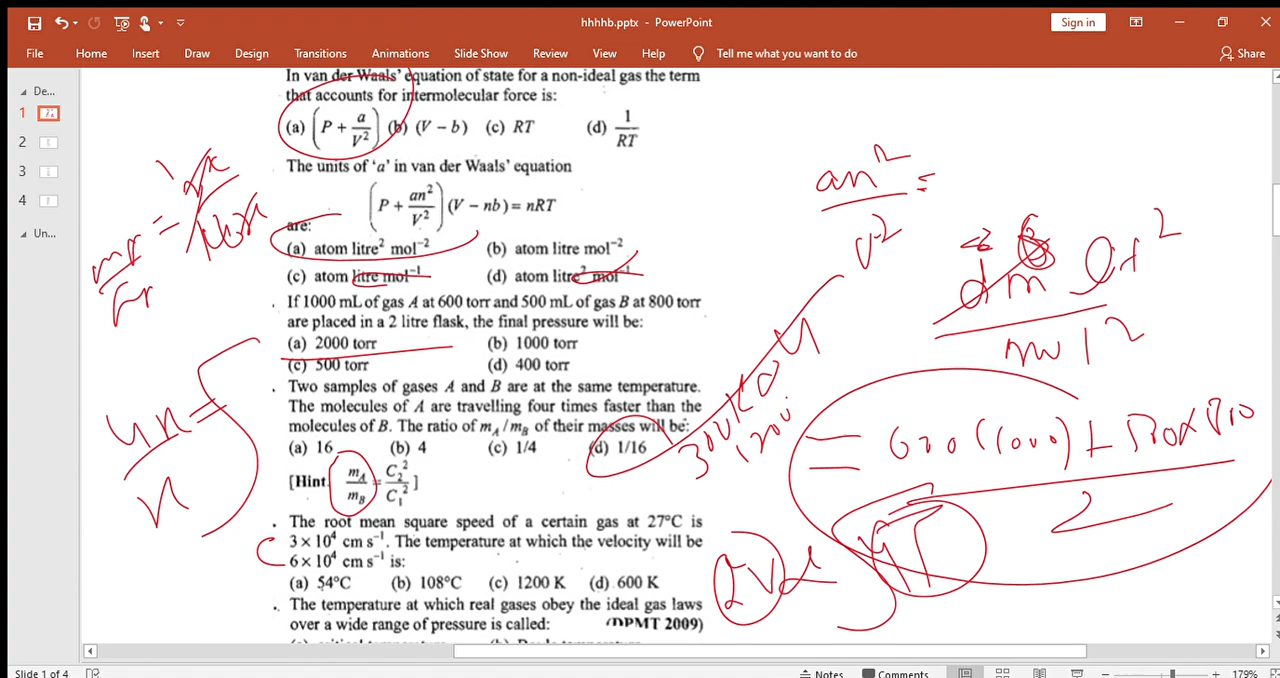 hhhhb.pptx - PowerPoint
Sign in
File Home Insert Draw Design Transitions Animations Slide Show Review View Help Tell me what you want to do Share
De...
1
2
3
4
Un...
In van der Waals' equation of state for a non-ideal gas the term
that accounts for intermolecular force is:
(a) (P + a/V²) (b) (V − b) (c) RT (d) 1/RT
The units of 'a' in van der Waals' equation
(P + an²/V²) (V − nb) = nRT
are:
(a) atom litre² mol⁻² (b) atom litre mol⁻²
(c) atom litre mol⁻¹ (d) atom litre² mol⁻¹
If 1000 mL of gas A at 600 torr and 500 mL of gas B at 800 torr
are placed in a 2 litre flask, the final pressure will be:
(a) 2000 torr (b) 1000 torr
(c) 500 torr (d) 400 torr
Two samples of gases A and B are at the same temperature.
The molecules of A are travelling four times faster than the
molecules of B. The ratio of mA/mB of their masses will be:
(a) 16 (b) 4 (c) 1/4 (d) 1/16
[Hint mA/mB = C₂²/C₁²]
The root mean square speed of a certain gas at 27°C is
3 × 10⁴ cm s⁻¹. The temperature at which the velocity will be
6 × 10⁴ cm s⁻¹ is:
(a) 54°C (b) 108°C (c) 1200 K (d) 600 K
The temperature at which real gases obey the ideal gas laws
over a wide range of pressure is called: (DPMT 2009)
an²/V² =
4x/x =
Slide 1 of 4
Notes
Comments
179%